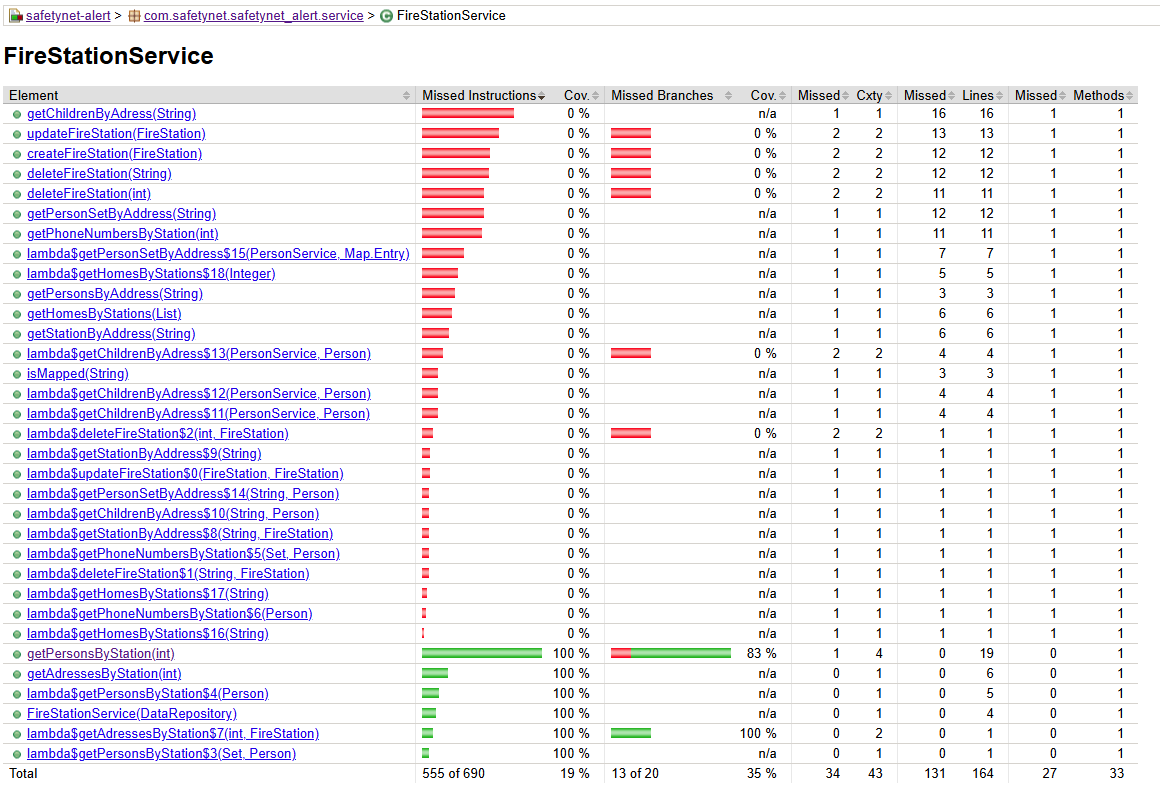 safetynet-alert > com.safetynet.safetynet_alert.service > FireStationService
FireStationService
Element Missed Instructions Cov. Missed Branches Cov. Missed Cxty Missed Lines Missed Methods
getChildrenByAdress(String) 0 % n/a 1 1 16 16 1 1
updateFireStation(FireStation) 0 % 0 % 2 2 13 13 1 1
createFireStation(FireStation) 0 % 0 % 2 2 12 12 1 1
deleteFireStation(String) 0 % 0 % 2 2 12 12 1 1
deleteFireStation(int) 0 % 0 % 2 2 11 11 1 1
getPersonSetByAddress(String) 0 % n/a 1 1 12 12 1 1
getPhoneNumbersByStation(int) 0 % n/a 1 1 11 11 1 1
lambda$getPersonSetByAddress$15(PersonService, Map.Entry) 0 % n/a 1 1 7 7 1 1
lambda$getHomesByStations$18(Integer) 0 % n/a 1 1 5 5 1 1
getPersonsByAddress(String) 0 % n/a 1 1 3 3 1 1
getHomesByStations(List) 0 % n/a 1 1 6 6 1 1
getStationByAddress(String) 0 % n/a 1 1 6 6 1 1
lambda$getChildrenByAdress$13(PersonService, Person) 0 % 0 % 2 2 4 4 1 1
isMapped(String) 0 % n/a 1 1 3 3 1 1
lambda$getChildrenByAdress$12(PersonService, Person) 0 % n/a 1 1 4 4 1 1
lambda$getChildrenByAdress$11(PersonService, Person) 0 % n/a 1 1 4 4 1 1
lambda$deleteFireStation$2(int, FireStation) 0 % 0 % 2 2 1 1 1 1
lambda$getStationByAddress$9(String) 0 % n/a 1 1 1 1 1 1
lambda$updateFireStation$0(FireStation, FireStation) 0 % n/a 1 1 1 1 1 1
lambda$getPersonSetByAddress$14(String, Person) 0 % n/a 1 1 1 1 1 1
lambda$getChildrenByAdress$10(String, Person) 0 % n/a 1 1 1 1 1 1
lambda$getStationByAddress$8(String, FireStation) 0 % n/a 1 1 1 1 1 1
lambda$getPhoneNumbersByStation$5(Set, Person) 0 % n/a 1 1 1 1 1 1
lambda$deleteFireStation$1(String, FireStation) 0 % n/a 1 1 1 1 1 1
lambda$getHomesByStations$17(String) 0 % n/a 1 1 1 1 1 1
lambda$getPhoneNumbersByStation$6(Person) 0 % n/a 1 1 1 1 1 1
lambda$getHomesByStations$16(String) 0 % n/a 1 1 1 1 1 1
getPersonsByStation(int) 100 % 83 % 1 4 0 19 0 1
getAdressesByStation(int) 100 % n/a 0 1 0 6 0 1
lambda$getPersonsByStation$4(Person) 100 % n/a 0 1 0 5 0 1
FireStationService(DataRepository) 100 % n/a 0 1 0 4 0 1
lambda$getAdressesByStation$7(int, FireStation) 100 % 100 % 0 2 0 1 0 1
lambda$getPersonsByStation$3(Set, Person) 100 % n/a 0 1 0 1 0 1
Total 555 of 690 19 % 13 of 20 35 % 34 43 131 164 27 33